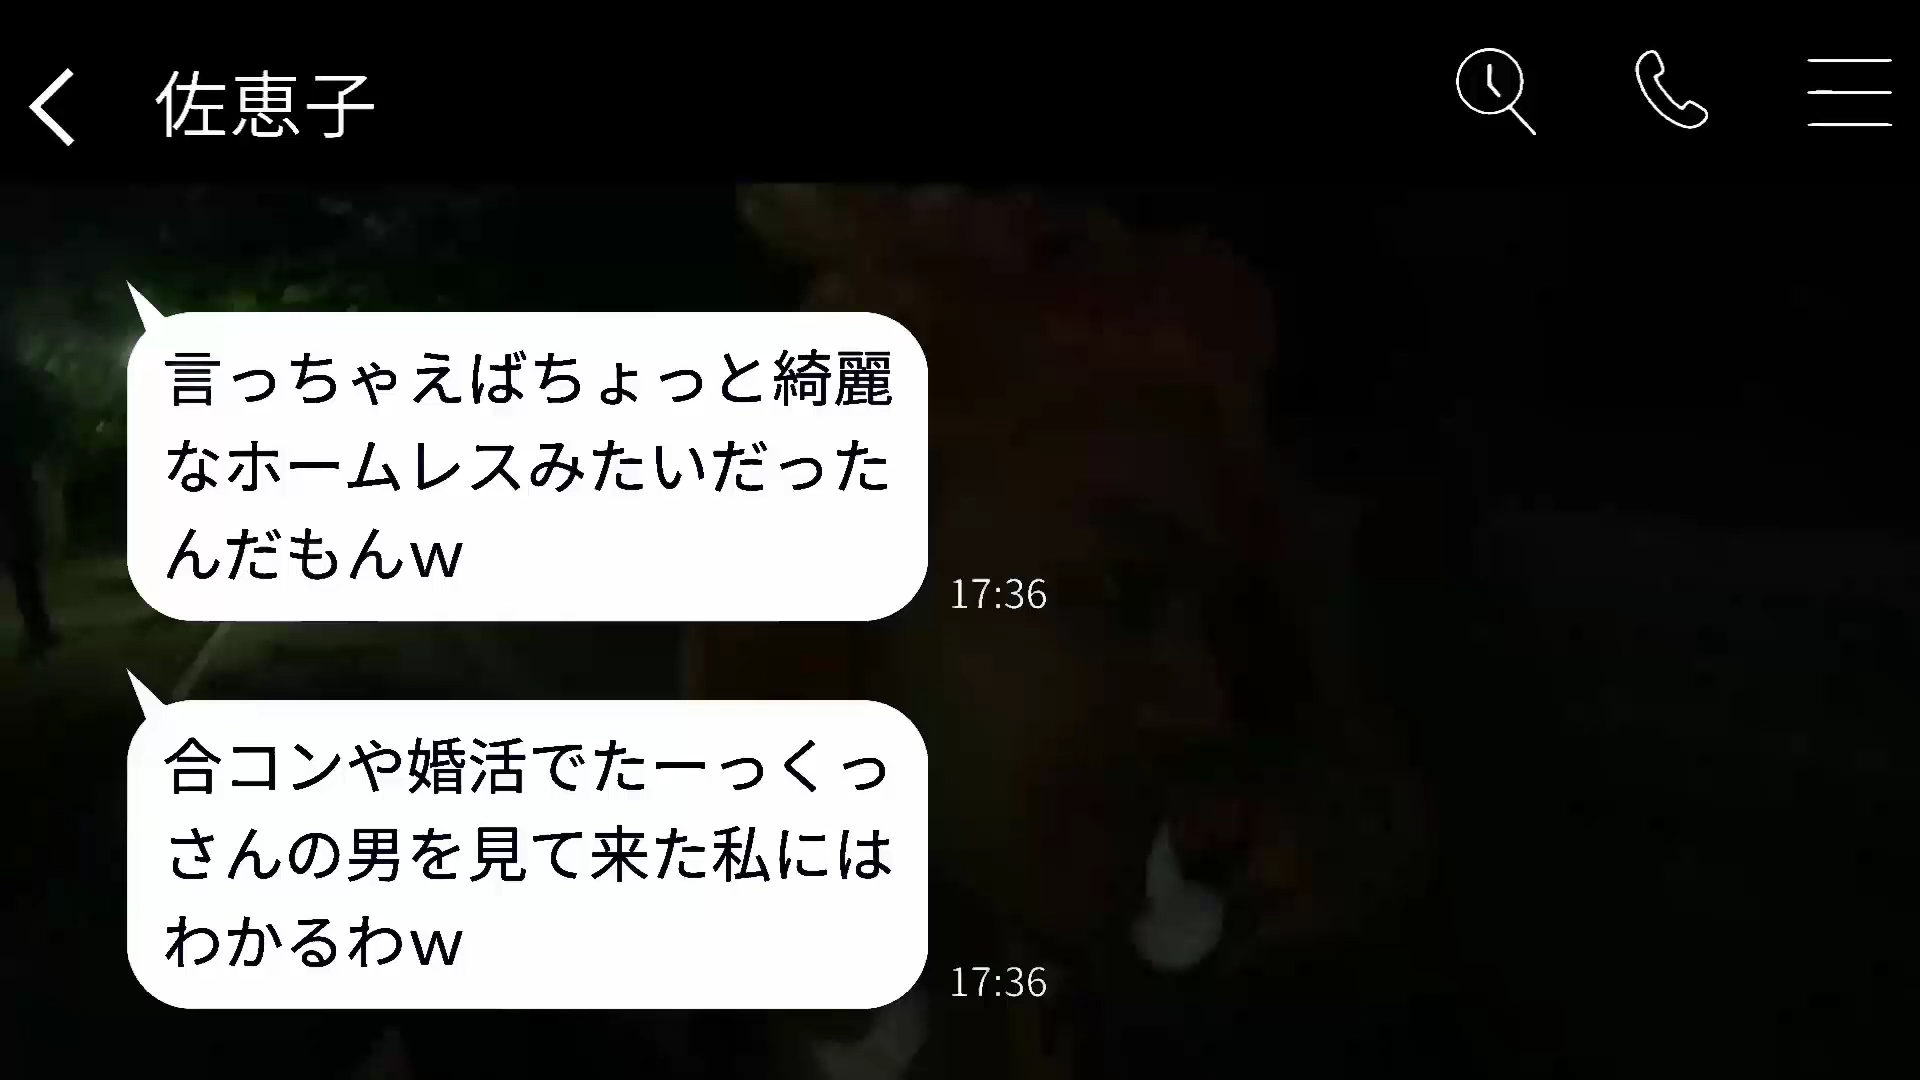 佐恵子
言っちゃえばちょっと綺麗
なホームレスみたいだった
んだもんw
17:36
合コンや婚活でたーっくっ
さんの男を見て来た私には
わかるわw
17:36